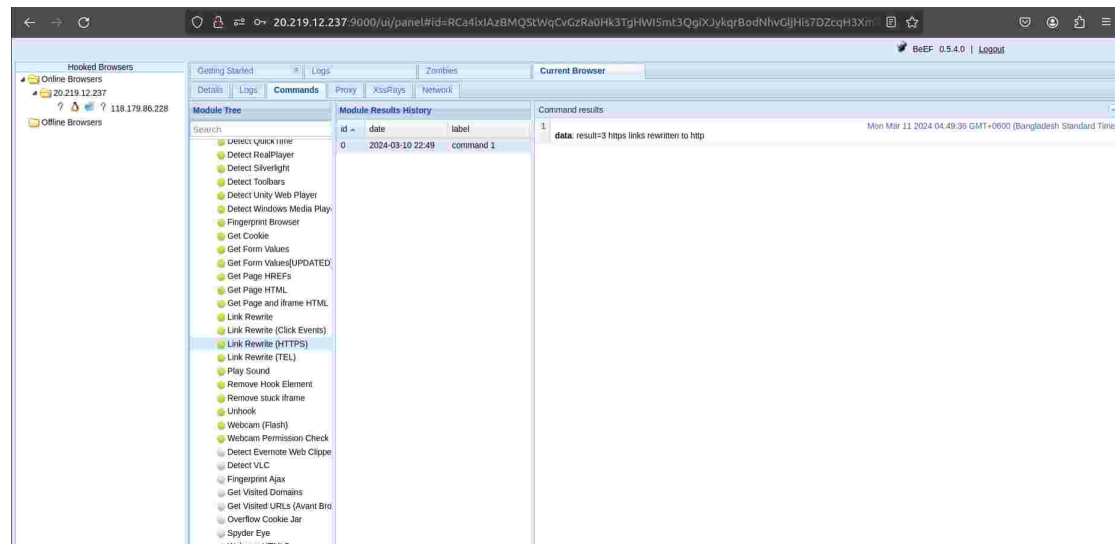 20.219.12.237:9000/ui/panel#id=
BeEF 0.5.4.0 | Logout
Hooked Browsers
Online Browsers
20.219.12.237
? ? 118.179.86.228
Offline Browsers
Getting Started
Logs
Zombies
Current Browser
Details
Logs
Commands
Proxy
XssRays
Network
Module Tree
Search
Detect QuickTime
Detect RealPlayer
Detect Silverlight
Detect Toolbars
Detect Unity Web Player
Detect Windows Media Play
Fingerprint Browser
Get Cookie
Get Form Values
Get Form Values[UPDATED]
Get Page HREFs
Get Page HTML
Get Page and iframe HTML
Link Rewrite
Link Rewrite (Click Events)
Link Rewrite (HTTPS)
Link Rewrite (TEL)
Play Sound
Remove Hook Element
Remove stuck iframe
Unhook
Webcam (Flash)
Webcam Permission Check
Detect Evernote Web Clippe
Detect VLC
Fingerprint Ajax
Get Visited Domains
Get Visited URLs (Avant Bro
Overflow Cookie Jar
Spyder Eye
Module Results History
id date label
0 2024-03-10 22:49 command 1
Command results
1 Mon Mar 11 2024 04:49:36 GMT+0600 (Bangladesh Standard Time
data: result=3 https links rewritten to http